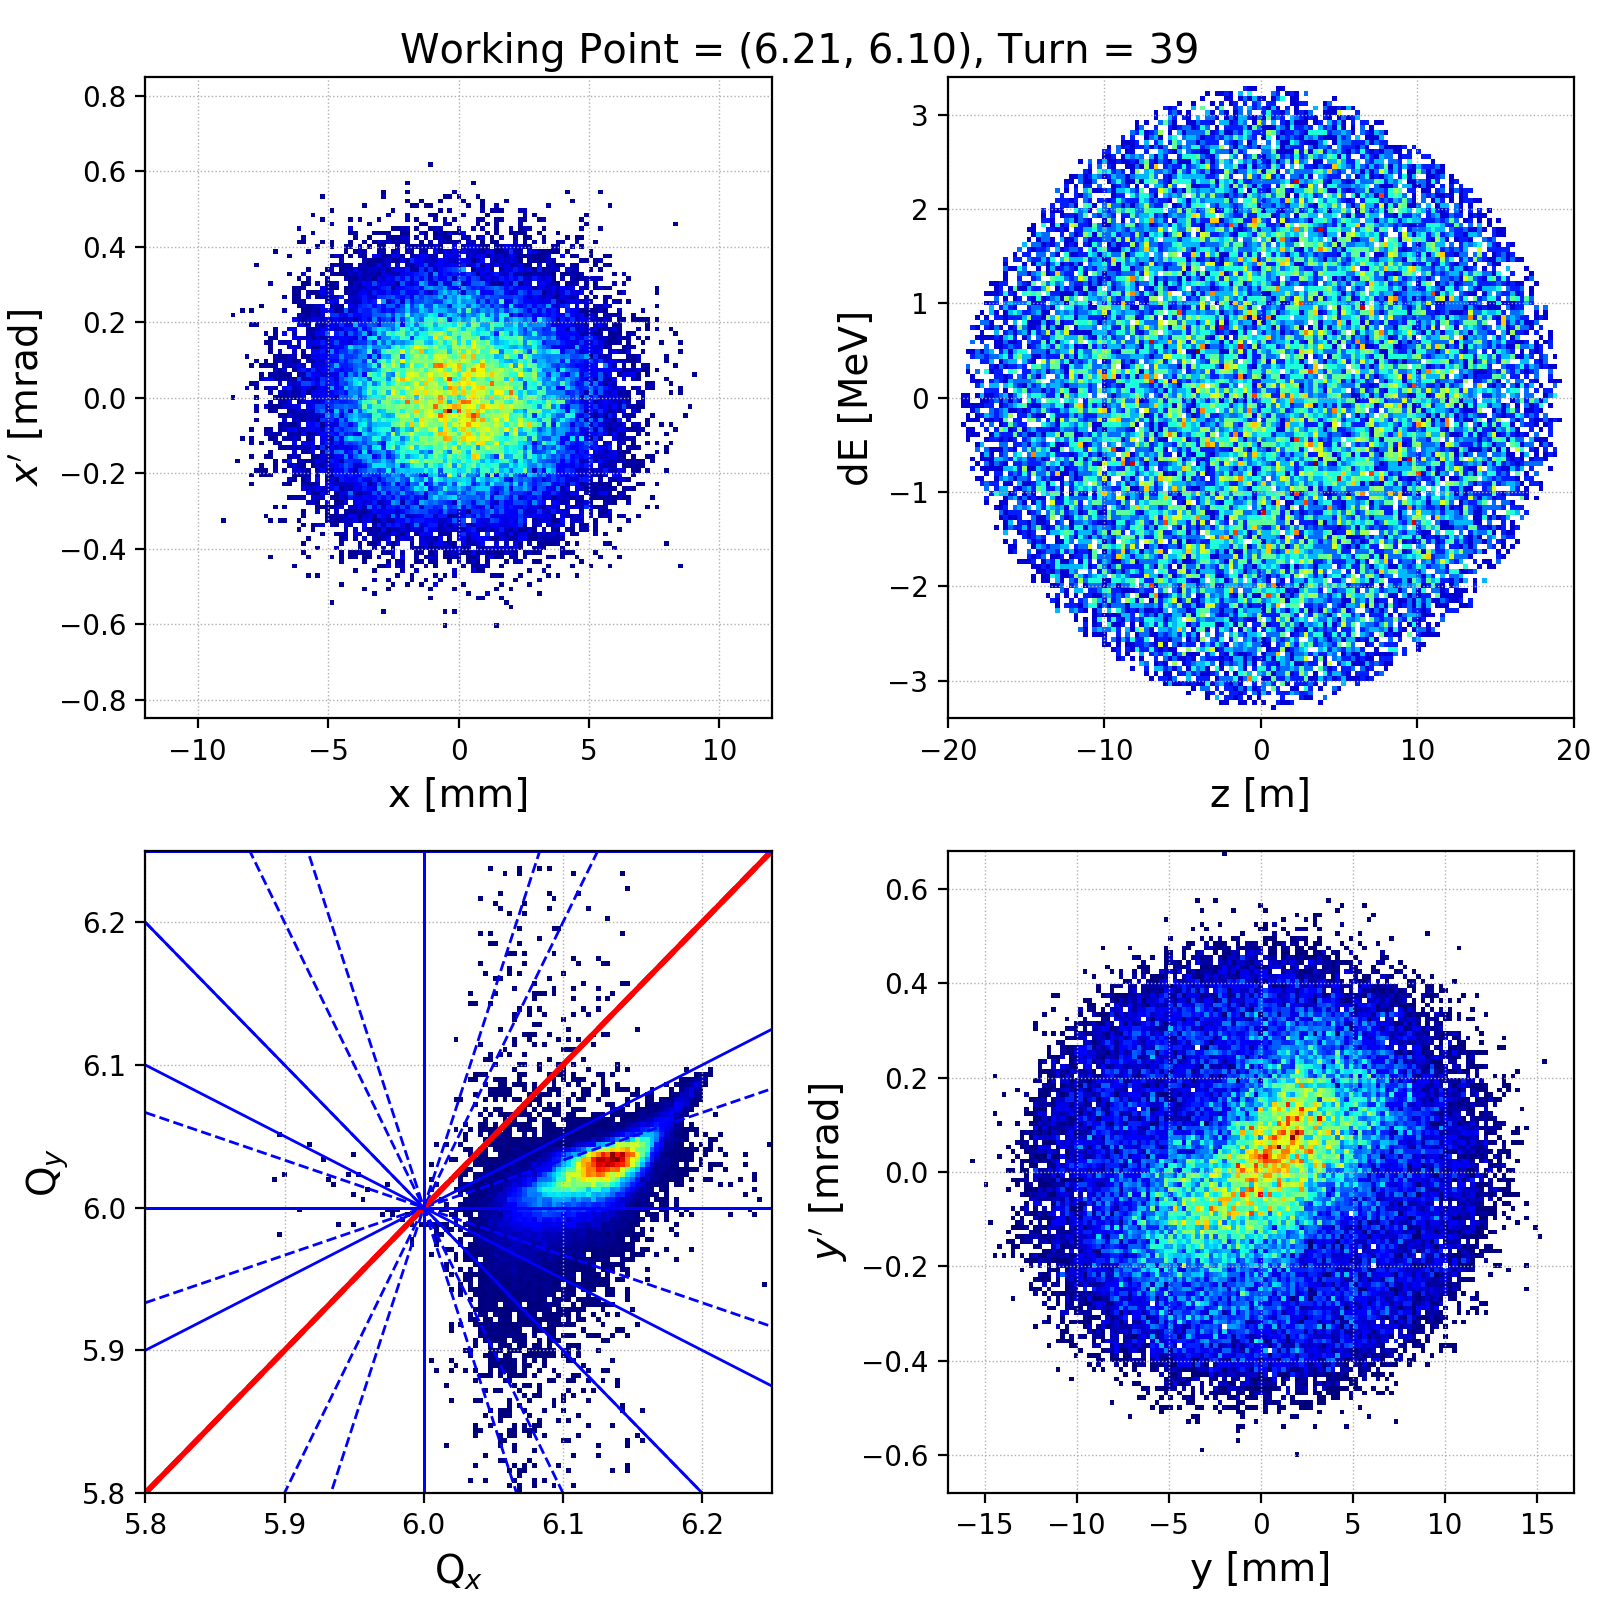 Working Point = (6.21, 6.10), Turn = 39
0.8
0.6
0.4
0.2
0.0
−0.2
−0.4
−0.6
−0.8
x′ [mrad]
−10 −5 0 5 10
x [mm]
3
2
1
0
−1
−2
−3
dE [MeV]
−20 −10 0 10 20
z [m]
6.2
6.1
6.0
5.9
5.8
Qy
5.8 5.9 6.0 6.1 6.2
Qx
0.6
0.4
0.2
0.0
−0.2
−0.4
−0.6
y′ [mrad]
−15 −10 −5 0 5 10 15
y [mm]